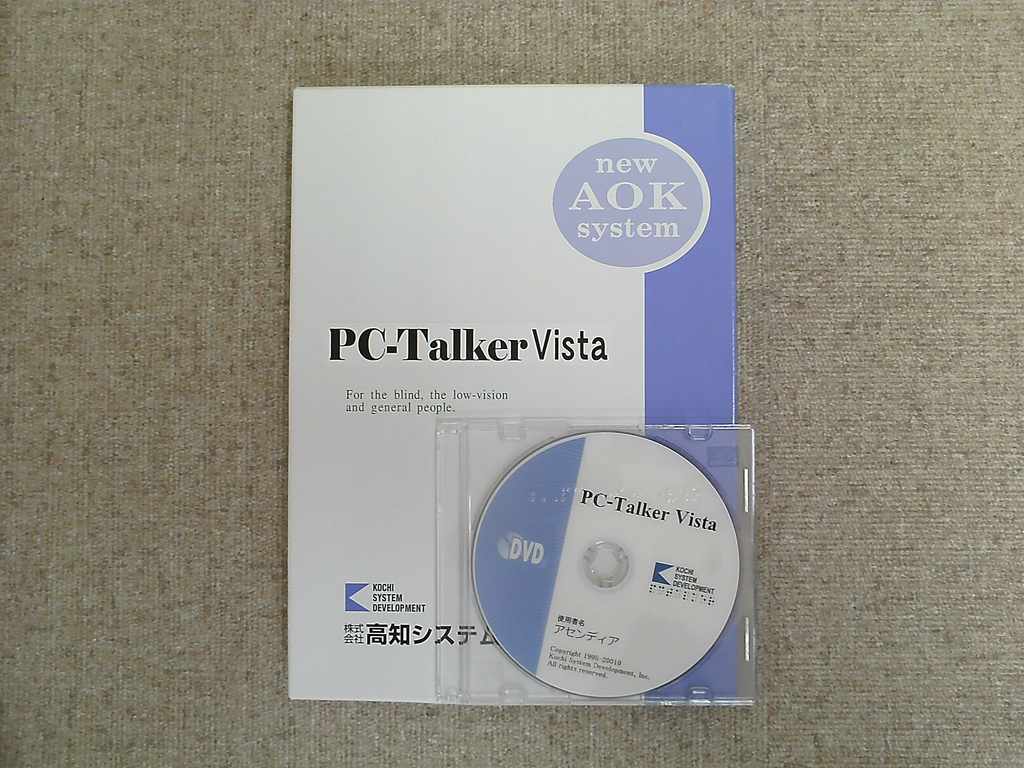 new
AOK
system
PC-Talker Vista
For the blind, the low-vision
and general people.
KOCHI
SYSTEM
DEVELOPMENT
株式
会社 高知システム
PC-Talker Vista
DVD
KOCHI
SYSTEM
DEVELOPMENT
使用者名
アセンディア
Kochi System Development, Inc.
All rights reserved.